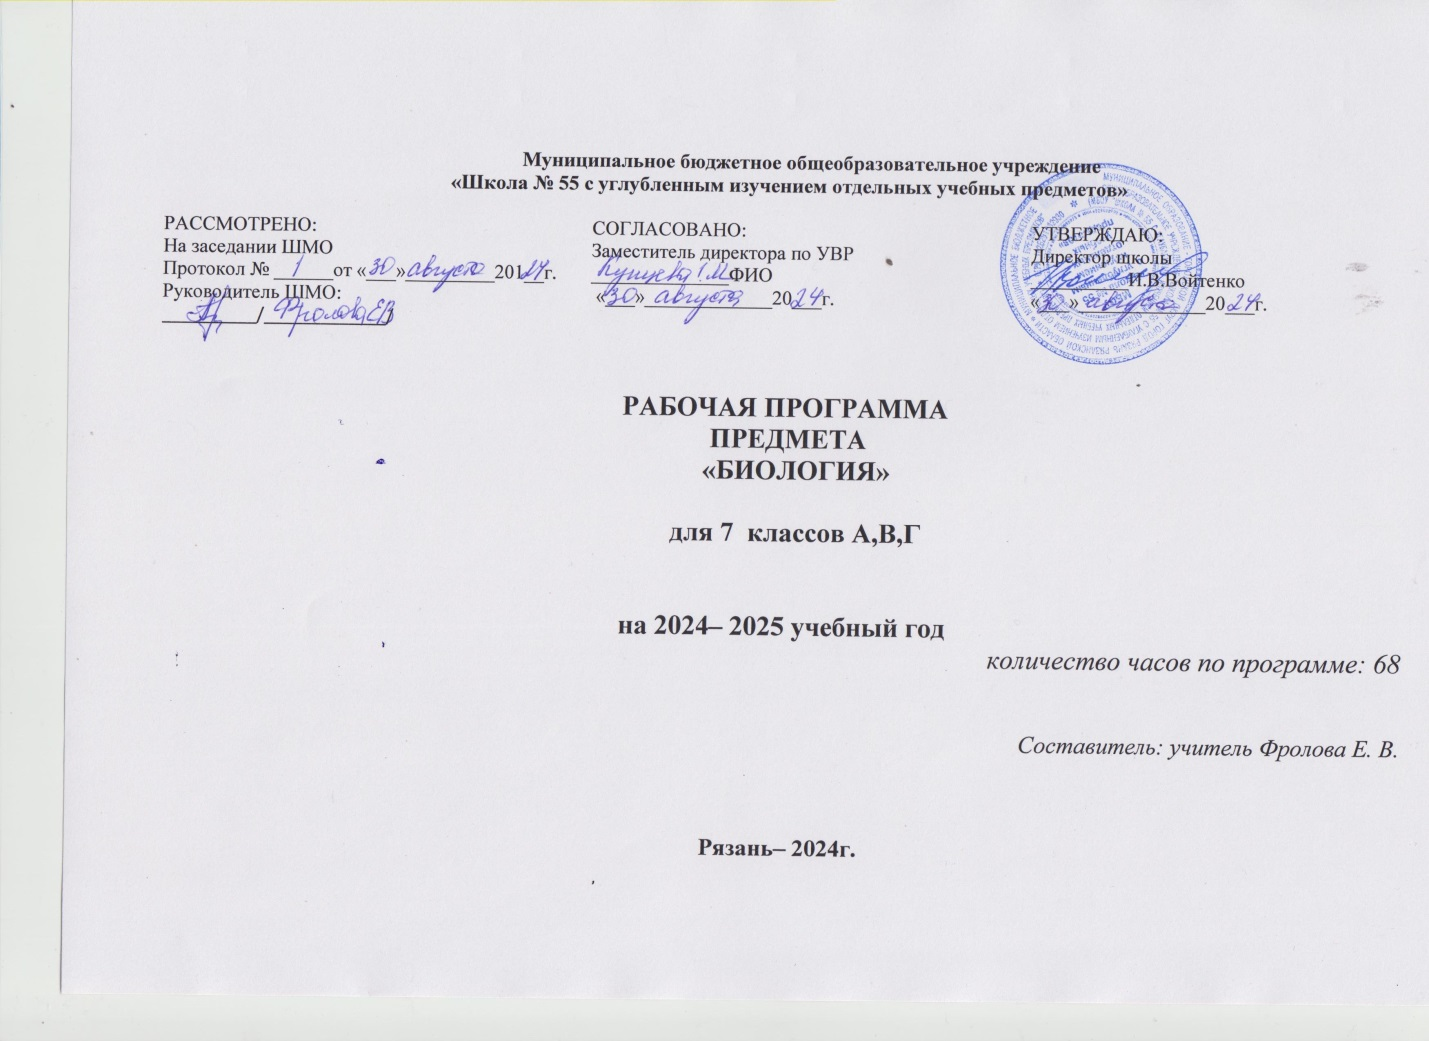 Муниципальное бюджетное общеобразовательное учреждение
«Школа № 55 с углубленным изучением отдельных учебных предметов»
РАССМОТРЕНО:
На заседании ШМО
Протокол № 1 от «30» августа 20124г.
Руководитель ШМО:
/ Фролова ЕВ /
СОГЛАСОВАНО:
Заместитель директора по УВР
ФИО
«30» августа 2024г.
УТВЕРЖДАЮ:
Директор школы
И.В.Войтенко
«30» августа 2024г.
РАБОЧАЯ ПРОГРАММА
ПРЕДМЕТА
«БИОЛОГИЯ»
для 7 классов А,В,Г
на 2024– 2025 учебный год
количество часов по программе: 68
Составитель: учитель Фролова Е. В.
Рязань– 2024г.